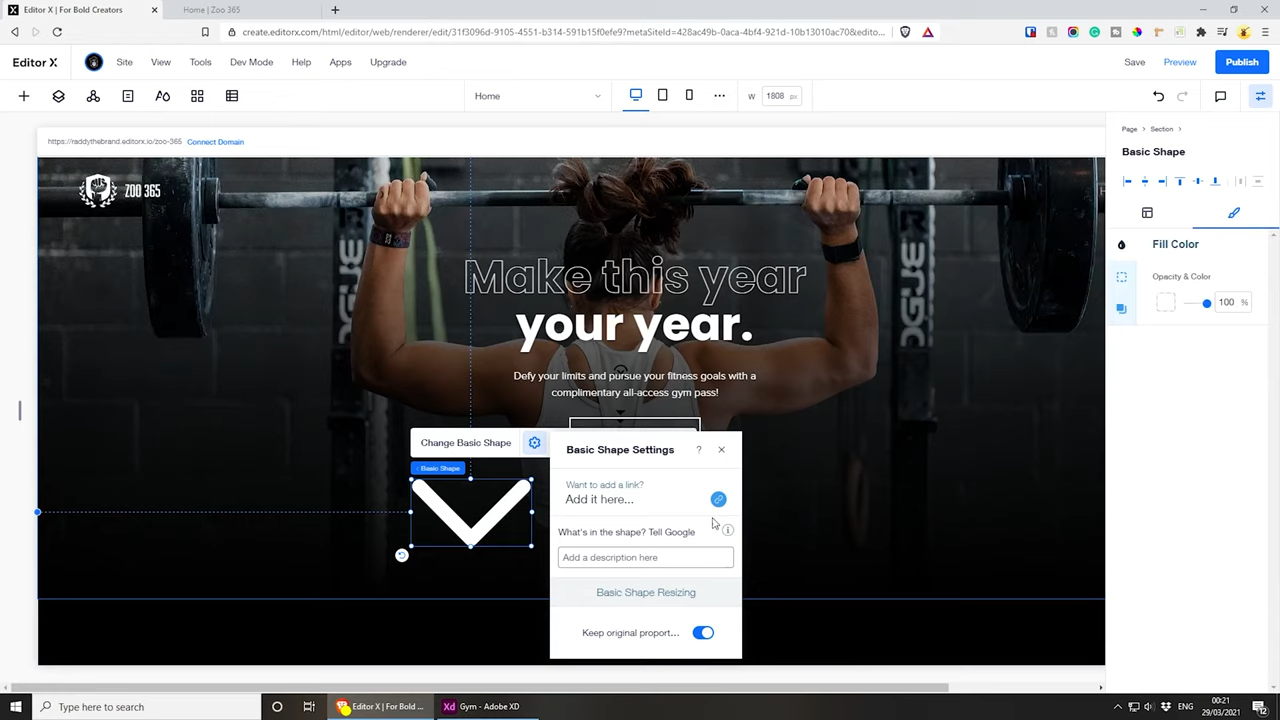 Editor X | For Bold Creators
Home | Zoo 365
create.editorx.com/html/editor/web/renderer/edit/31f3096d-9105-4551-b314-591b15f0efe9?metaSiteId=428ac49b-0aca-4bf4-921d-10b13010ac70&edito...
Editor X
Site
View
Tools
Dev Mode
Help
Apps
Upgrade
Save
Preview
Publish
Home
W
1808
px
https://raddythebrand.editorx.io/zoo-365
Connect Domain
ZOO 365
Make this year
your year.
Defy your limits and pursue your fitness goals with a
complimentary all-access gym pass!
Change Basic Shape
Basic Shape
Basic Shape Settings
?
Want to add a link?
Add it here...
What's in the shape? Tell Google
Add a description here
Basic Shape Resizing
Keep original proport...
Page
Section
Basic Shape
Fill Color
Opacity & Color
100
%
Type here to search
Editor X | For Bold ...
Gym - Adobe XD
ENG
00:21
29/03/2021